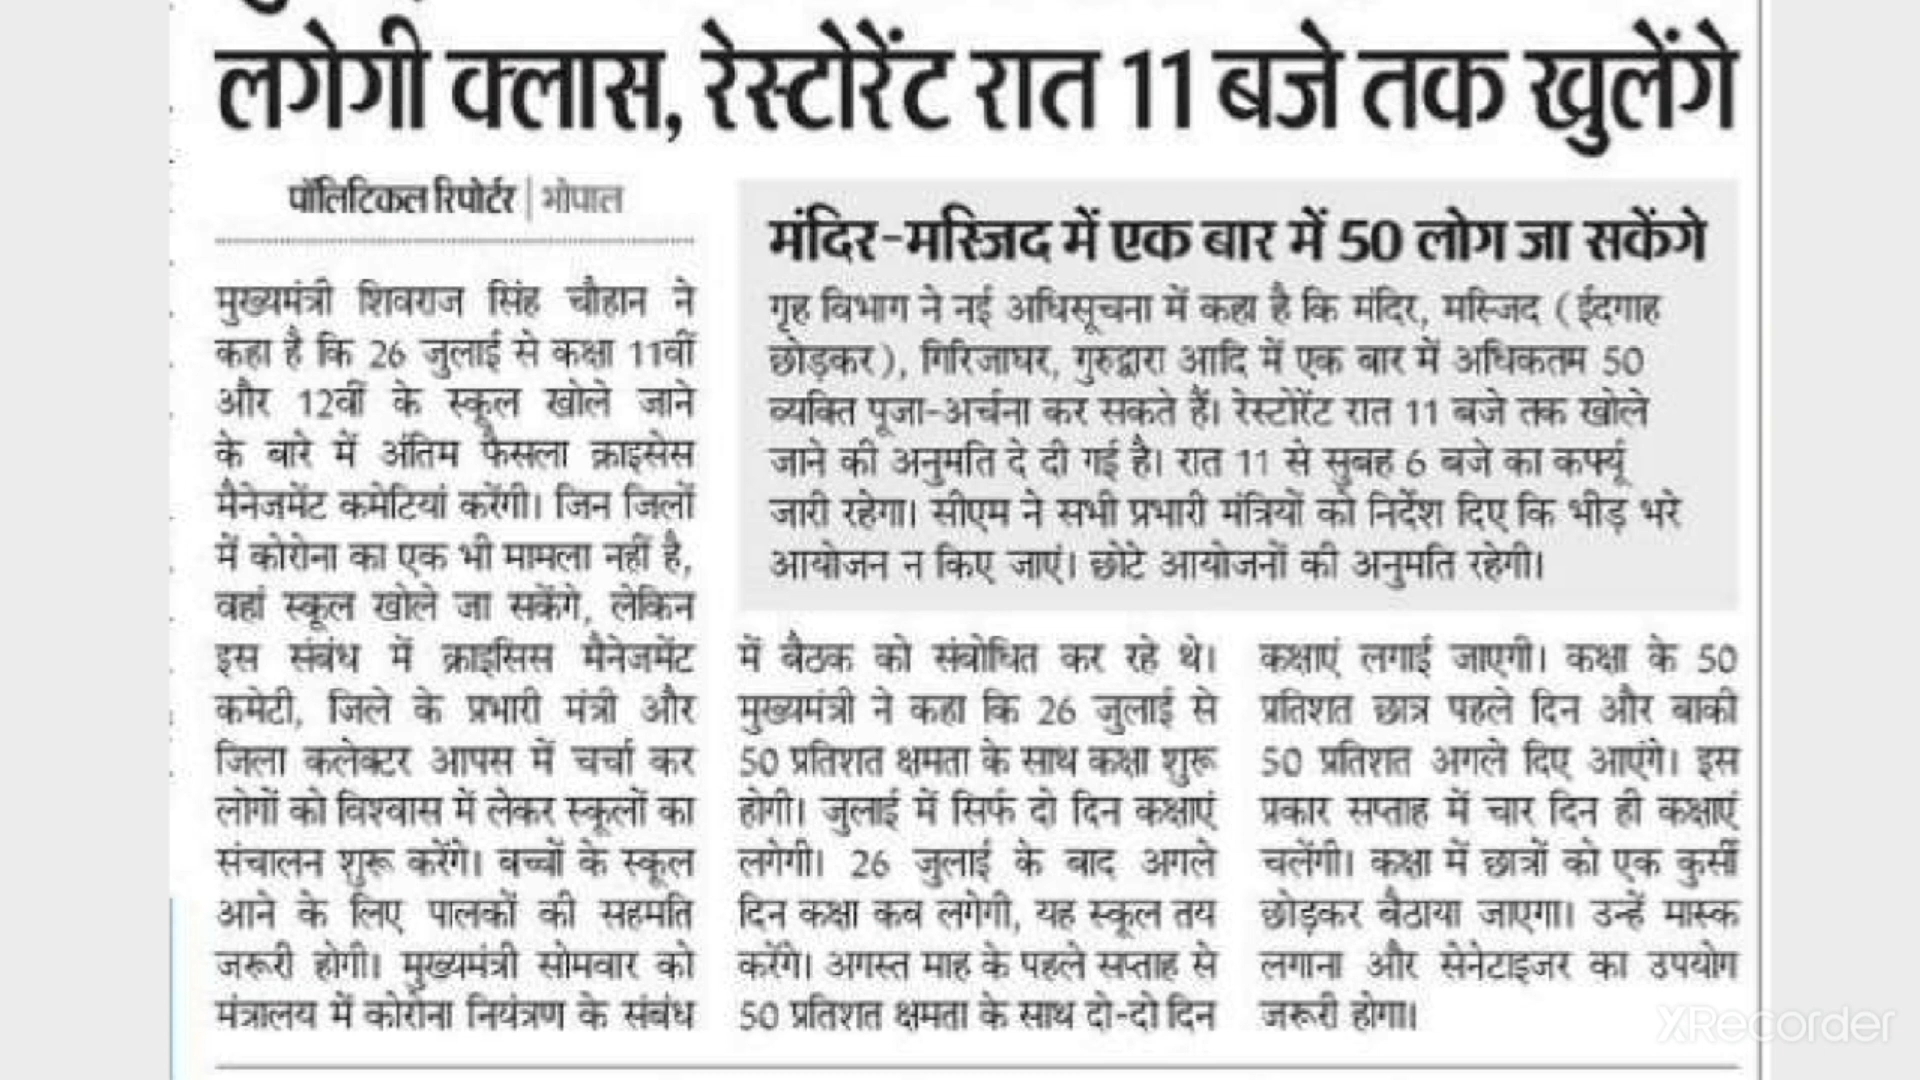 लगेगी क्लास, रेस्टोरेंट रात 11 बजे तक खुलेंगे
पॉलिटिकल रिपोर्टर | भोपाल
मुख्यमंत्री शिवराज सिंह चौहान ने
कहा है कि 26 जुलाई से कक्षा 11वीं
और 12वीं के स्कूल खोले जाने
के बारे में अंतिम फैसला क्राइसेस
मैनेजमेंट कमेटियां करेंगी। जिन जिलों
में कोरोना का एक भी मामला नहीं है,
वहां स्कूल खोले जा सकेंगे, लेकिन
इस संबंध में क्राइसिस मैनेजमेंट
कमेटी, जिले के प्रभारी मंत्री और
जिला कलेक्टर आपस में चर्चा कर
लोगों को विश्वास में लेकर स्कूलों का
संचालन शुरू करेंगे। बच्चों के स्कूल
आने के लिए पालकों की सहमति
जरूरी होगी। मुख्यमंत्री सोमवार को
मंत्रालय में कोरोना नियंत्रण के संबंध
मंदिर-मस्जिद में एक बार में 50 लोग जा सकेंगे
गृह विभाग ने नई अधिसूचना में कहा है कि मंदिर, मस्जिद (ईदगाह
छोड़कर), गिरिजाघर, गुरुद्वारा आदि में एक बार में अधिकतम 50
व्यक्ति पूजा-अर्चना कर सकते हैं। रेस्टोरेंट रात 11 बजे तक खोले
जाने की अनुमति दे दी गई है। रात 11 से सुबह 6 बजे का कर्फ्यू
जारी रहेगा। सीएम ने सभी प्रभारी मंत्रियों को निर्देश दिए कि भीड़ भरे
आयोजन न किए जाएं। छोटे आयोजनों की अनुमति रहेगी।
में बैठक को संबोधित कर रहे थे।
मुख्यमंत्री ने कहा कि 26 जुलाई से
50 प्रतिशत क्षमता के साथ कक्षा शुरू
होगी। जुलाई में सिर्फ दो दिन कक्षाएं
लगेगी। 26 जुलाई के बाद अगले
दिन कक्षा कब लगेगी, यह स्कूल तय
करेंगे। अगस्त माह के पहले सप्ताह से
50 प्रतिशत क्षमता के साथ दो-दो दिन
कक्षाएं लगाई जाएगी। कक्षा के 50
प्रतिशत छात्र पहले दिन और बाकी
50 प्रतिशत अगले दिए आएंगे। इस
प्रकार सप्ताह में चार दिन ही कक्षाएं
चलेंगी। कक्षा में छात्रों को एक कुर्सी
छोड़कर बैठाया जाएगा। उन्हें मास्क
लगाना और सेनेटाइजर का उपयोग
जरूरी होगा।
XRecorder